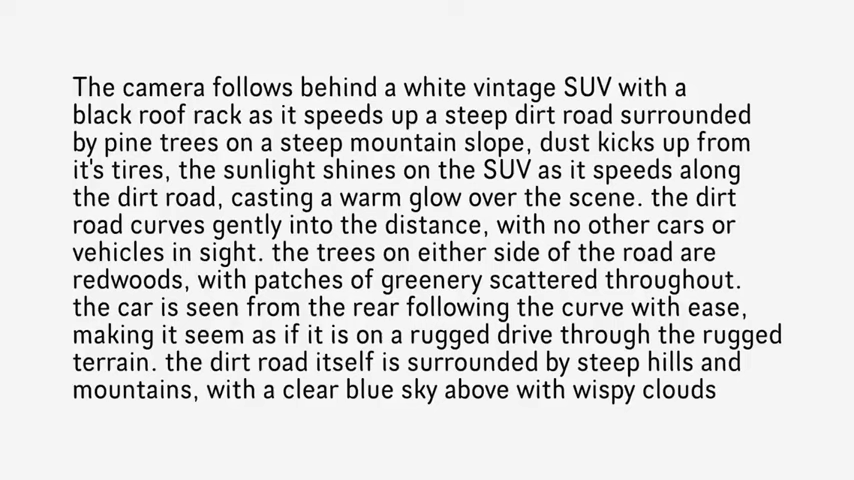 The camera follows behind a white vintage SUV with a
black roof rack as it speeds up a steep dirt road surrounded
by pine trees on a steep mountain slope, dust kicks up from
it's tires, the sunlight shines on the SUV as it speeds along
the dirt road, casting a warm glow over the scene. the dirt
road curves gently into the distance, with no other cars or
vehicles in sight. the trees on either side of the road are
redwoods, with patches of greenery scattered throughout.
the car is seen from the rear following the curve with ease,
making it seem as if it is on a rugged drive through the rugged
terrain. the dirt road itself is surrounded by steep hills and
mountains, with a clear blue sky above with wispy clouds